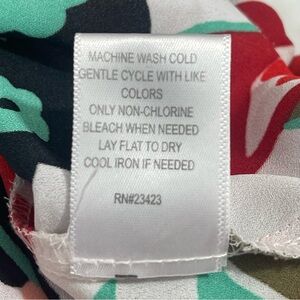 MACHINE WASH COLD
GENTLE CYCLE WITH LIKE
COLORS
ONLY NON-CHLORINE
BLEACH WHEN NEEDED
LAY FLAT TO DRY
COOL IRON IF NEEDED
RN#23423